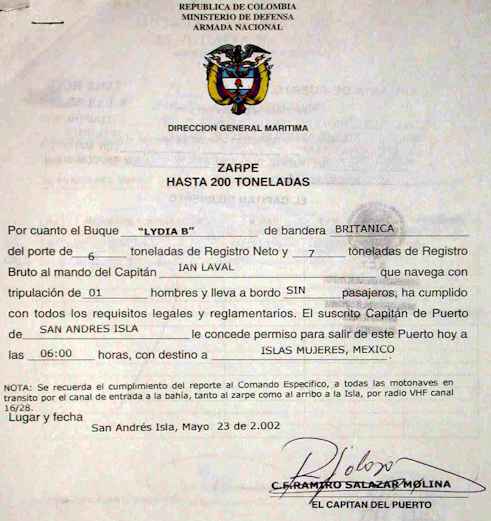 REPUBLICA DE COLOMBIA
MINISTERIO DE DEFENSA
ARMADA NACIONAL
DIRECCION GENERAL MARITIMA
ZARPE
HASTA 200 TONELADAS
Por cuanto el Buque "LYDIA B" de bandera BRITANICA
del porte de 6 toneladas de Registro Neto y 7 toneladas de Registro
Bruto al mando del Capitán IAN LAVAL que navega con
tripulación de 01 hombres y lleva a bordo SIN pasajeros, ha cumplido
con todos los requisitos legales y reglamentarios. El suscrito Capitán de Puerto
de SAN ANDRES ISLA le concede permiso para salir de este Puerto hoy a
las 06:00 horas, con destino a ISLAS MUJERES, MEXICO.
NOTA: Se recuerda el cumplimiento del reporte al Comando Específico, a todas las motonaves en
transito por el canal de entrada a la bahía, tanto al zarpe como al arribo a la Isla, por radio VHF canal
16/28.
Lugar y fecha
San Andrés Isla, Mayo 23 de 2.002
C.F. RAMIRO SALAZAR MOLINA
EL CAPITAN DEL PUERTO